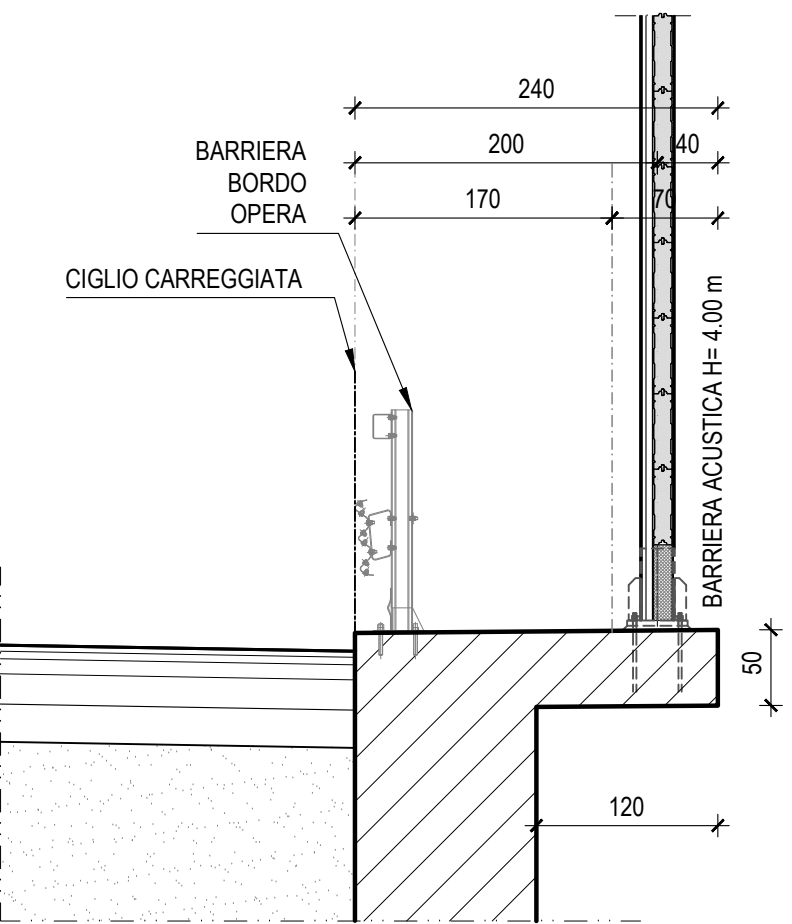 240
200
40
BARRIERA
BORDO
OPERA
170
70
CIGLIO CARREGGIATA
BARRIERA ACUSTICA H= 4.00 m
50
120